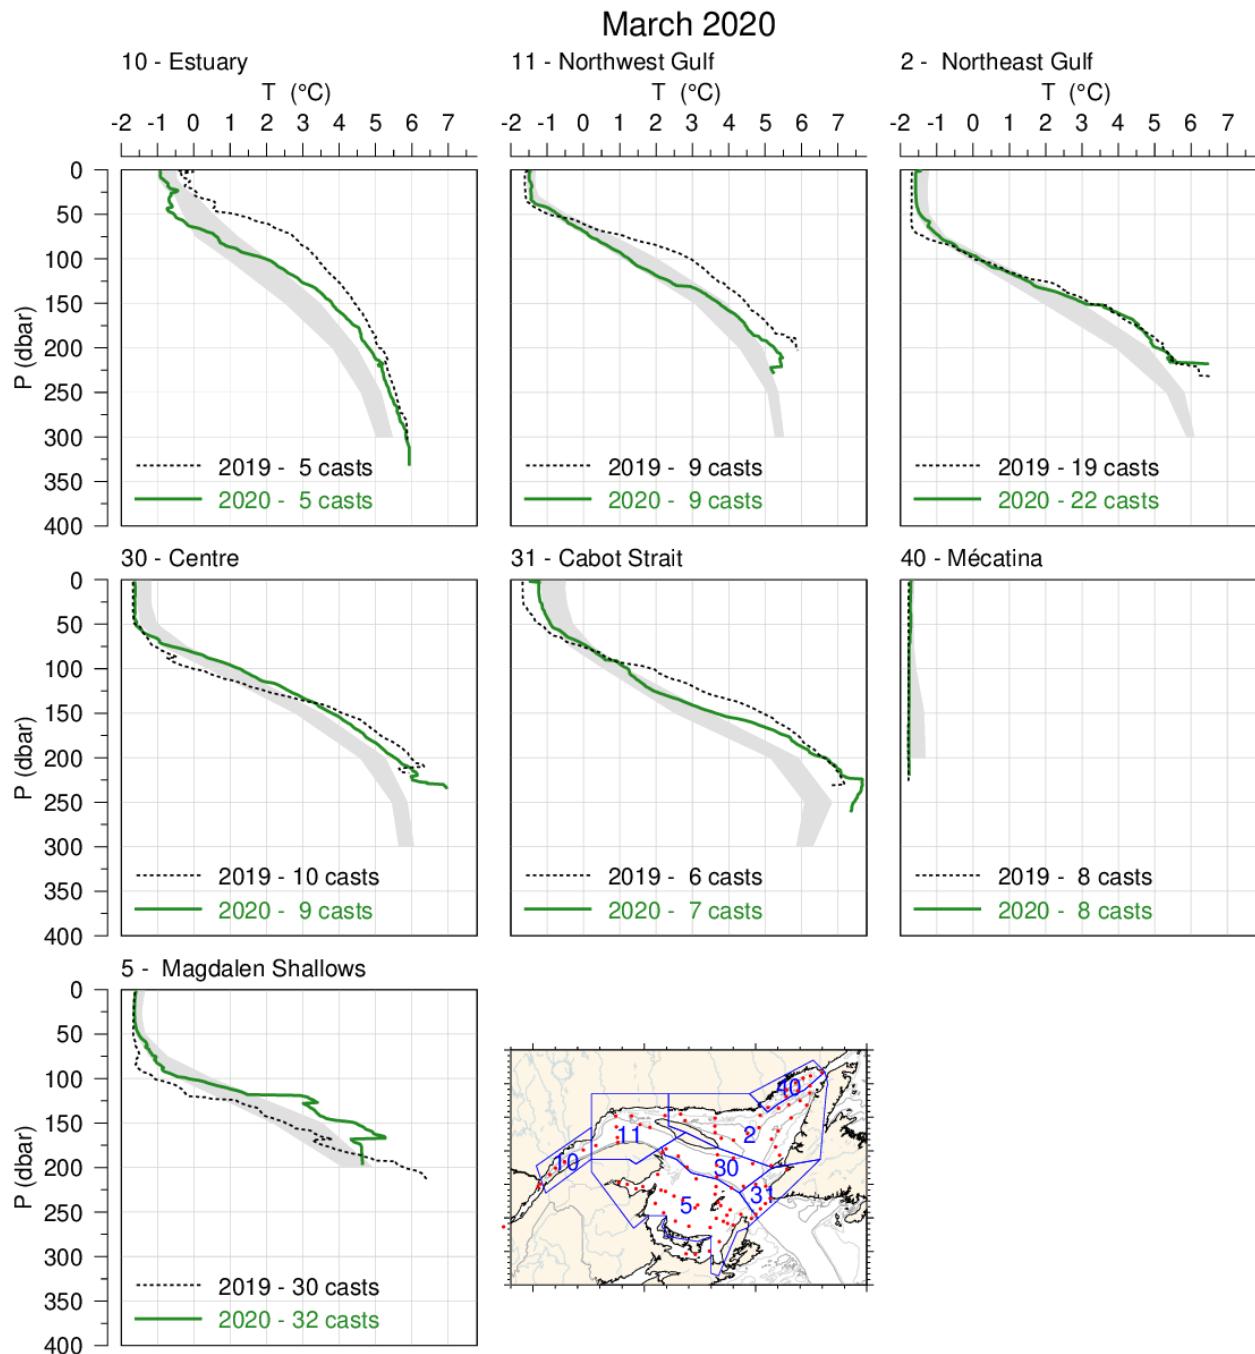 March 2020
10 - Estuary
11 - Northwest Gulf
2 - Northeast Gulf
T (°C)
T (°C)
T (°C)
-2 -1 0 1 2 3 4 5 6 7
-2 -1 0 1 2 3 4 5 6 7
-2 -1 0 1 2 3 4 5 6 7
P (dbar)
0
50
100
150
200
250
300
350
400
2019 - 5 casts
2020 - 5 casts
2019 - 9 casts
2020 - 9 casts
2019 - 19 casts
2020 - 22 casts
30 - Centre
31 - Cabot Strait
40 - Mécatina
P (dbar)
0
50
100
150
200
250
300
350
400
2019 - 10 casts
2020 - 9 casts
2019 - 6 casts
2020 - 7 casts
2019 - 8 casts
2020 - 8 casts
5 - Magdalen Shallows
P (dbar)
0
50
100
150
200
250
300
350
400
2019 - 30 casts
2020 - 32 casts
40
11
2
10
30
31
5